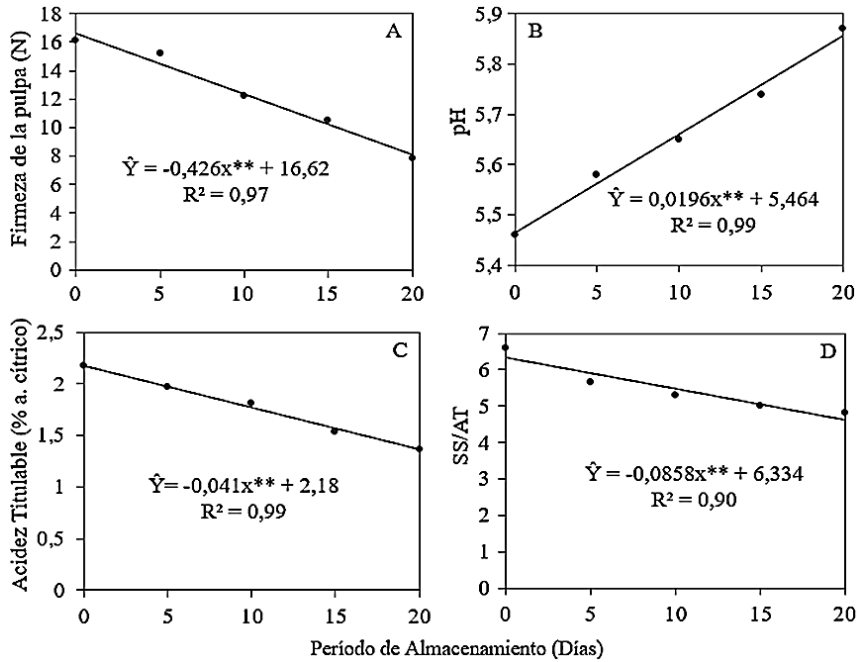 A
Firmeza de la pulpa (N)
18
16
14
12
10
8
6
4
2
0
Ŷ = -0,426x** + 16,62
R² = 0,97
0 5 10 15 20
B
pH
5,9
5,8
5,7
5,6
5,5
5,4
Ŷ = 0,0196x** + 5,464
R² = 0,99
0 5 10 15 20
C
Acidez Titulable (% a. cítrico)
2,5
2
1,5
1
0,5
0
Ŷ= -0,041x** + 2,18
R² = 0,99
0 5 10 15 20
D
SS/AT
7
6
5
4
3
2
1
0
Ŷ = -0,0858x** + 6,334
R² = 0,90
0 5 10 15 20
Período de Almacenamiento (Días)